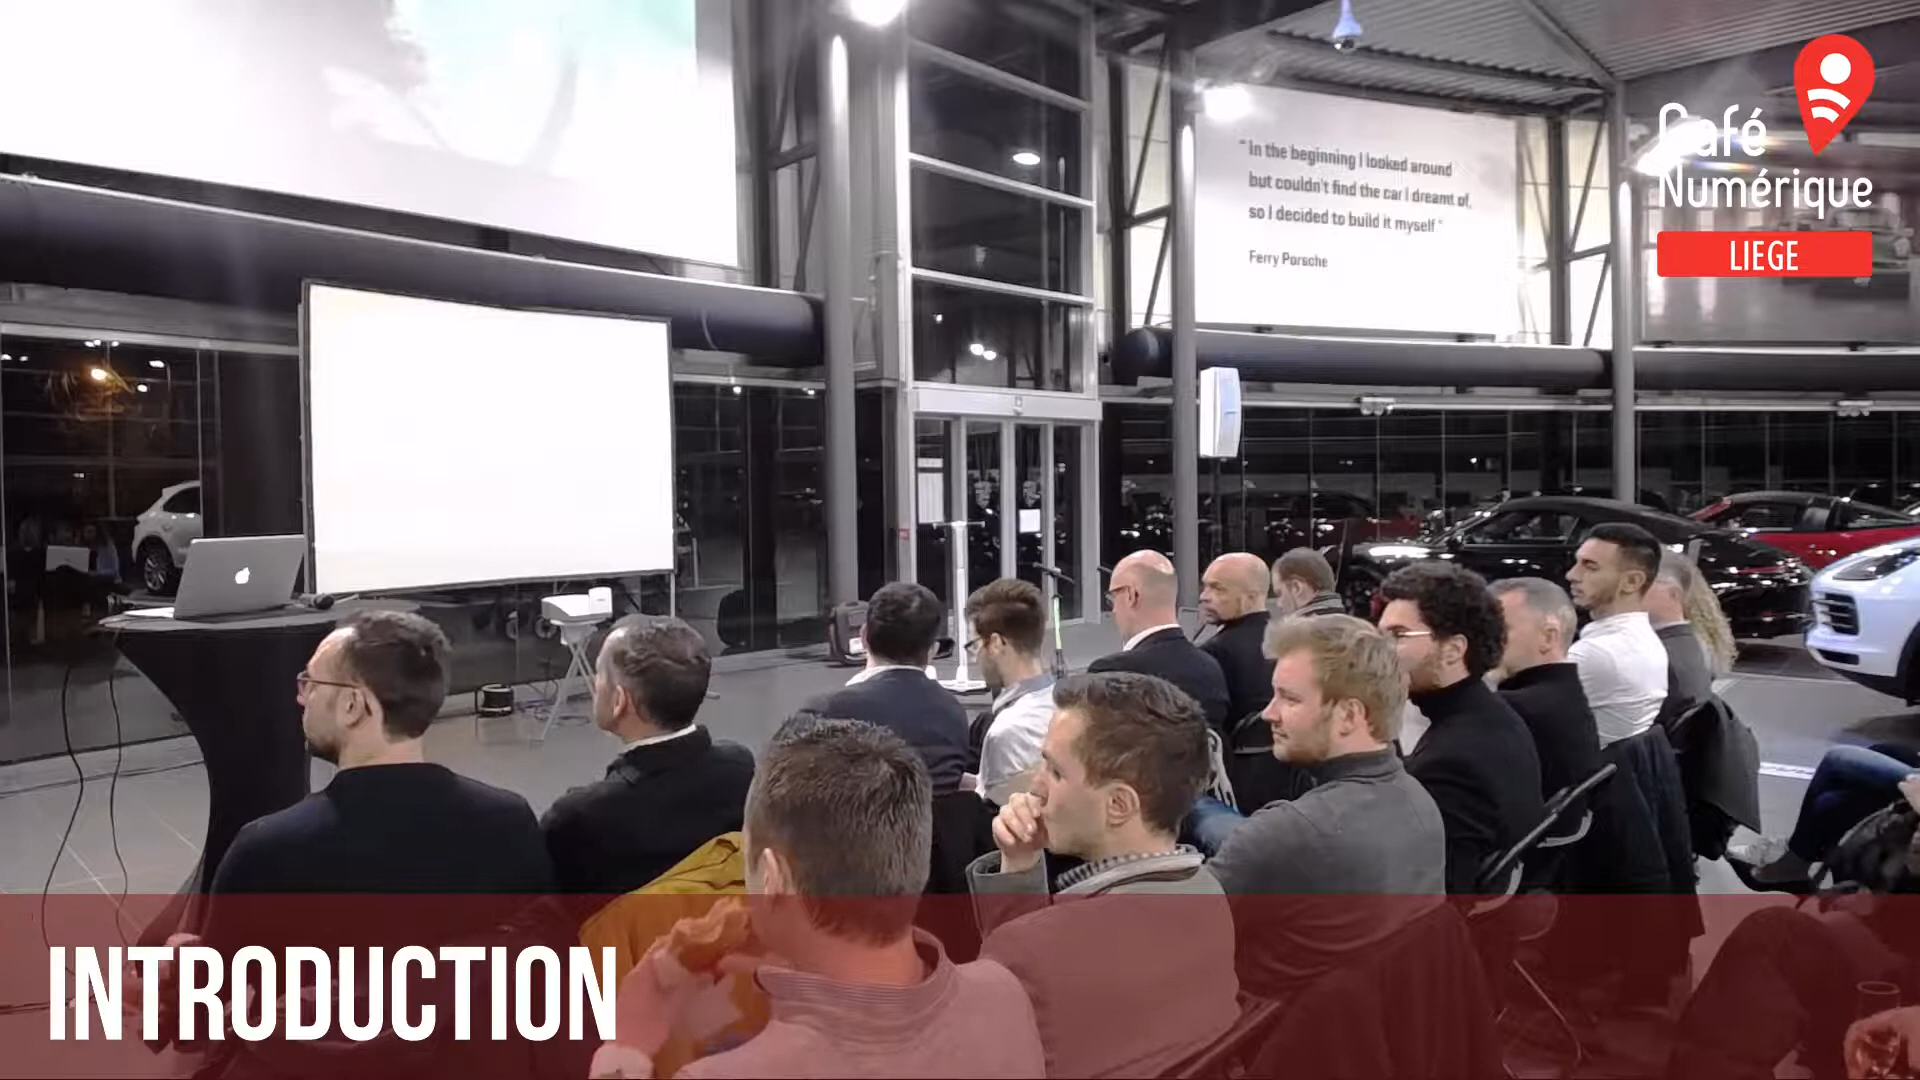 “In the beginning I looked around
but couldn't find the car I dreamt of,
so I decided to build it myself”
Ferry Porsche
Café
Numérique
LIEGE
INTRODUCTION